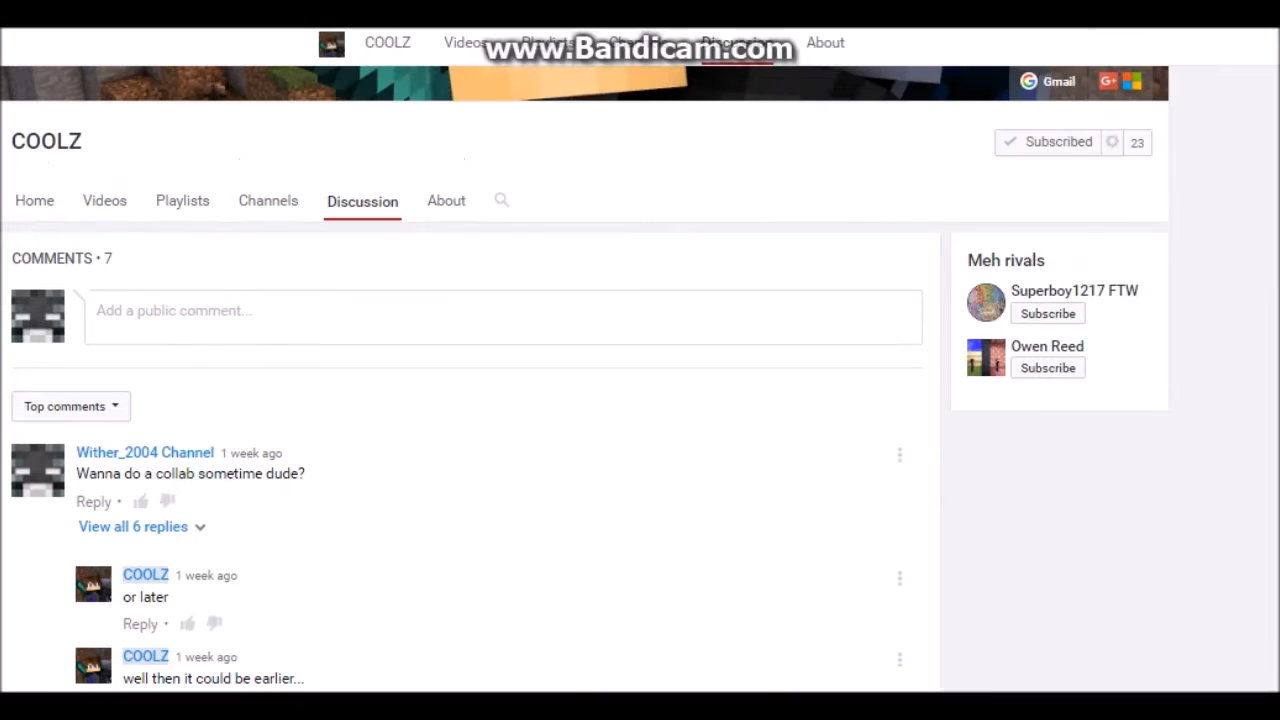 COOLZ Videos Playlists Channels Discussion About
www.Bandicam.com
Gmail G+
COOLZ
Subscribed 23
Home Videos Playlists Channels Discussion About
COMMENTS • 7
Add a public comment...
Top comments
Wither_2004 Channel 1 week ago
Wanna do a collab sometime dude?
Reply •
View all 6 replies
COOLZ 1 week ago
or later
Reply •
COOLZ 1 week ago
well then it could be earlier...
Meh rivals
Superboy1217 FTW
Subscribe
Owen Reed
Subscribe